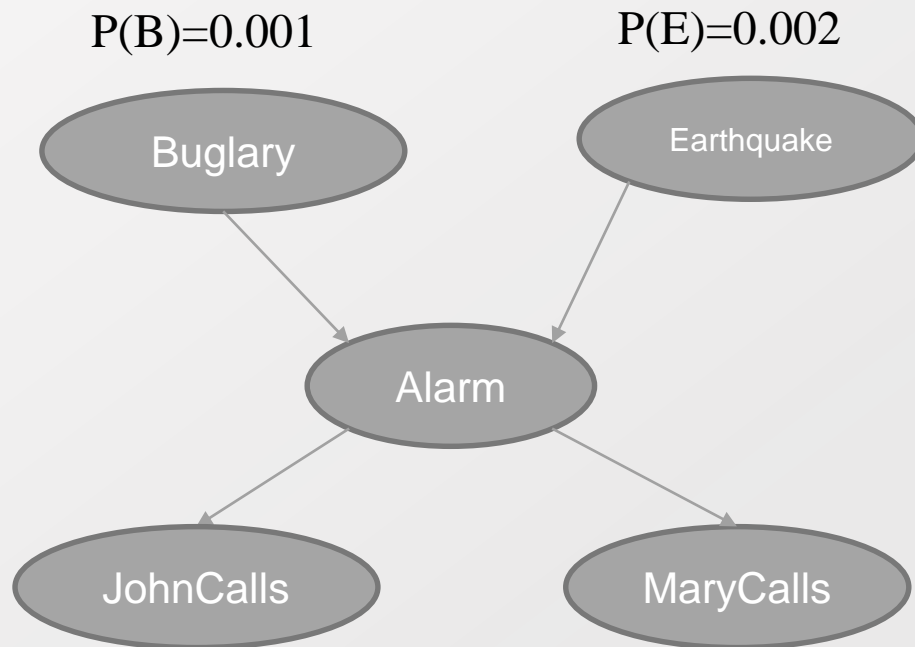 P(B)=0.001
P(E)=0.002
Buglary
Earthquake
Alarm
JohnCalls
MaryCalls